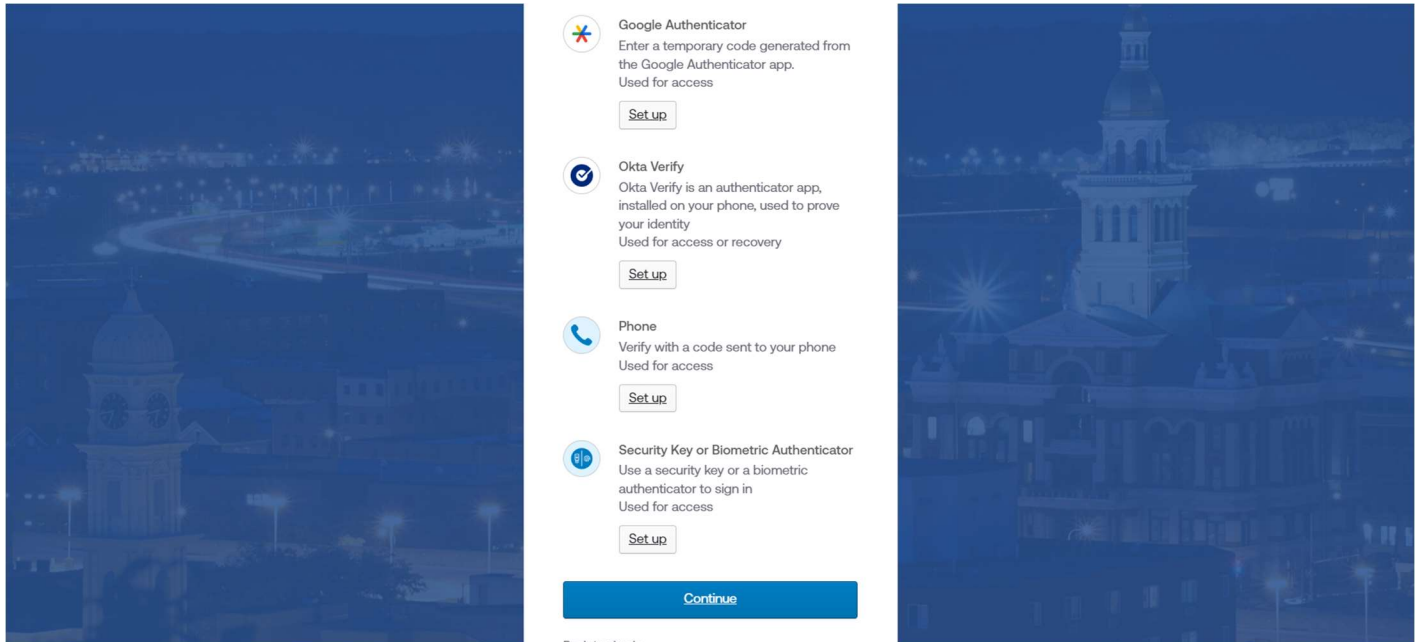 Google Authenticator
Enter a temporary code generated from
the Google Authenticator app.
Used for access
Set up
Okta Verify
Okta Verify is an authenticator app,
installed on your phone, used to prove
your identity
Used for access or recovery
Set up
Phone
Verify with a code sent to your phone
Used for access
Set up
Security Key or Biometric Authenticator
Use a security key or a biometric
authenticator to sign in
Used for access
Set up
Continue